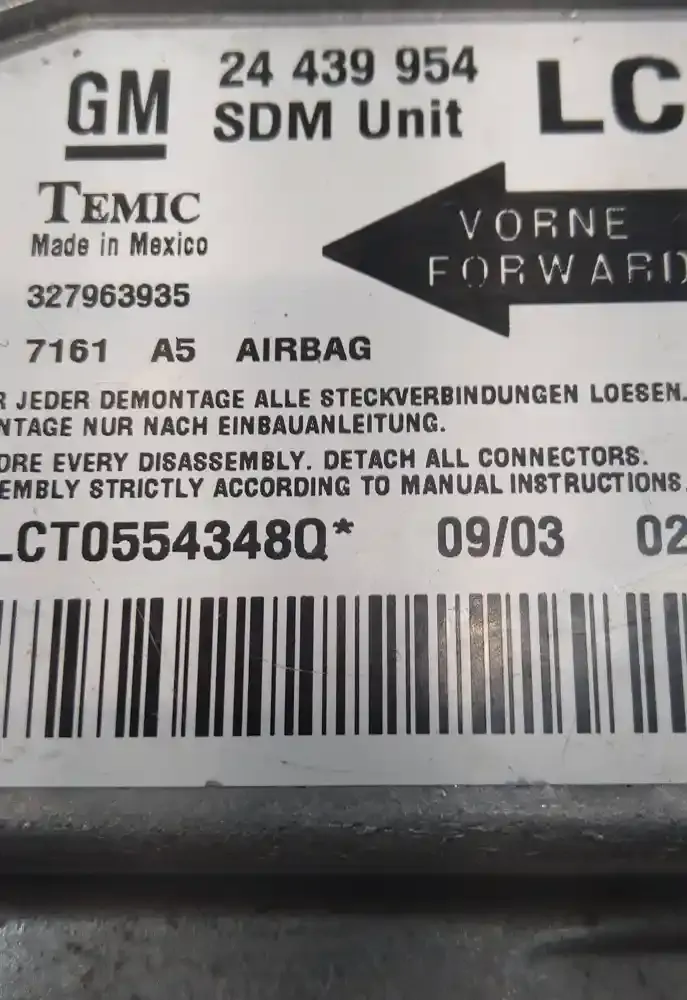 GM 24 439 954 LC
SDM Unit
TEMIC
Made in Mexico
VORNE
FORWARD
327963935
7161 A5 AIRBAG
R JEDER DEMONTAGE ALLE STECKVERBINDUNGEN LOESEN.
NTAGE NUR NACH EINBAUANLEITUNG.
ORE EVERY DISASSEMBLY. DETACH ALL CONNECTORS.
EMBLY STRICTLY ACCORDING TO MANUAL INSTRUCTIONS.
LCT0554348Q* 09/03 02